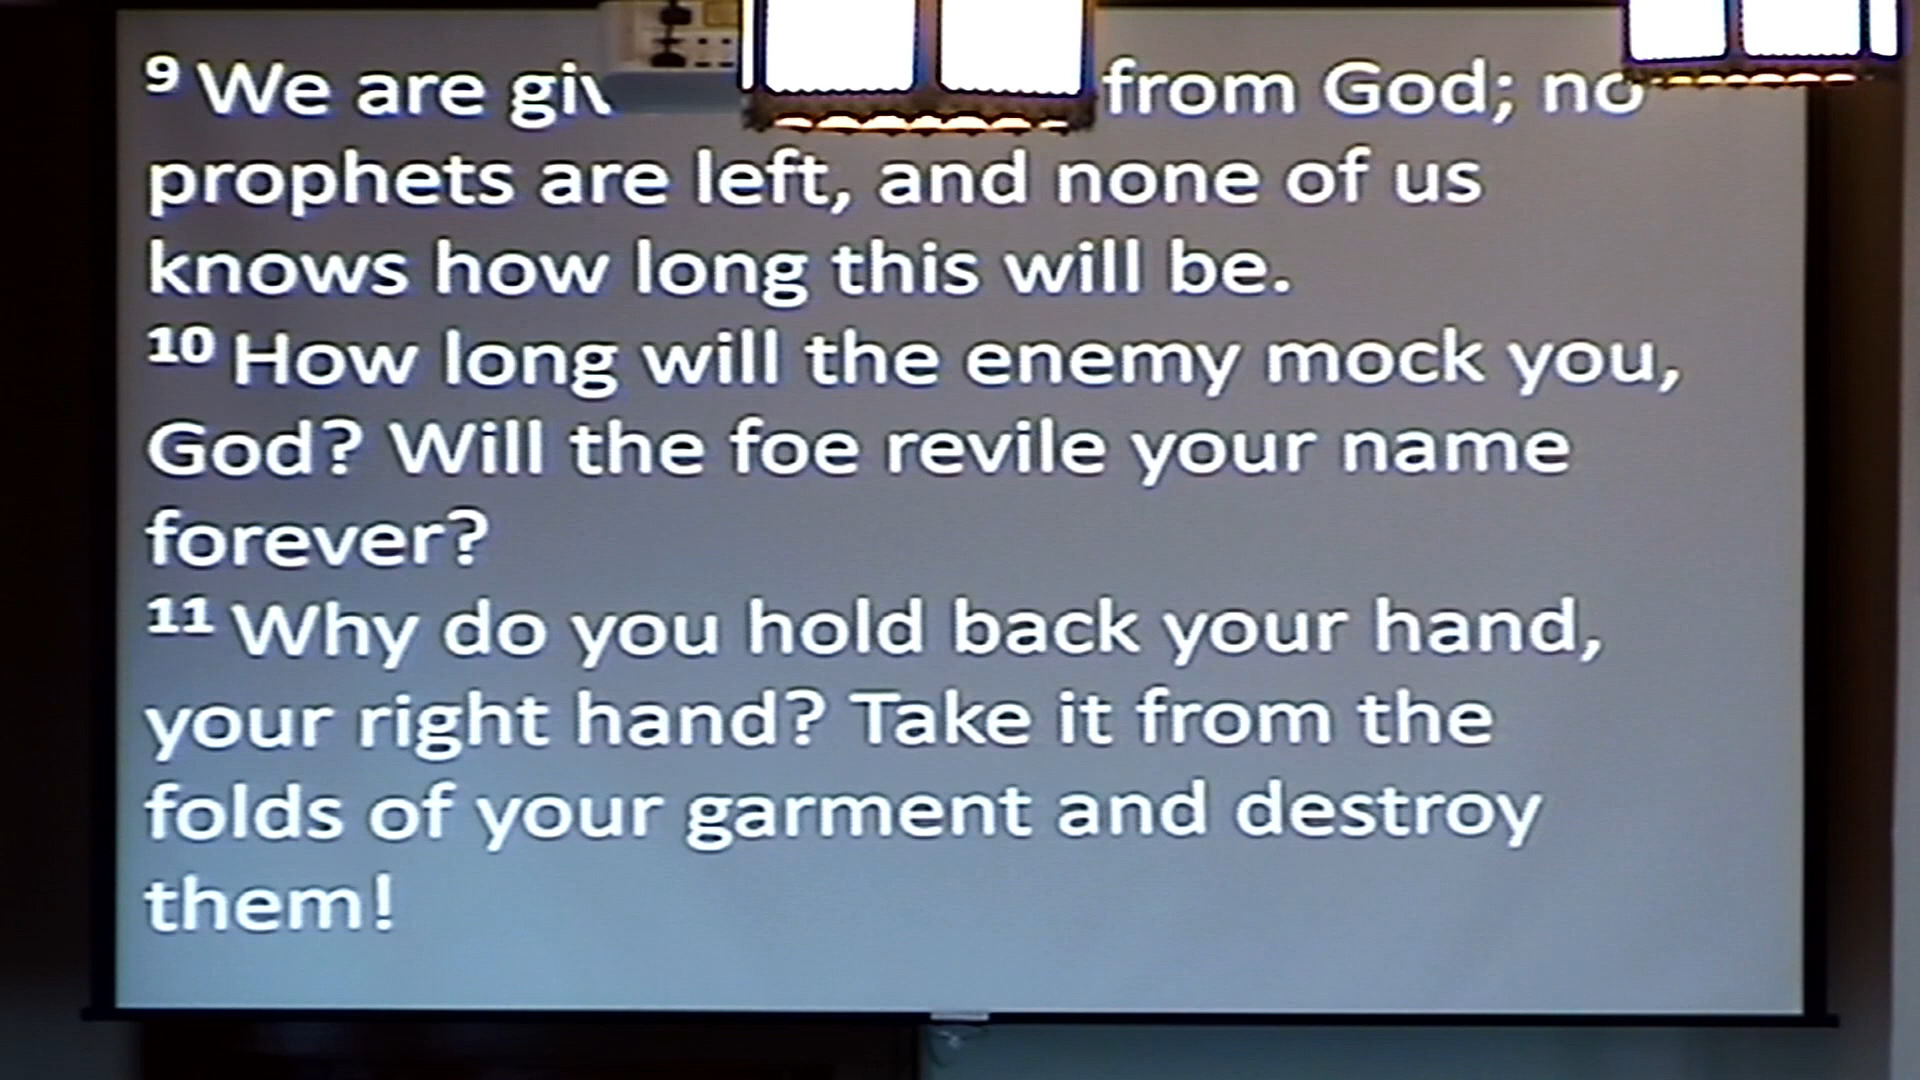 9 We are from God; no
prophets are left, and none of us
knows how long this will be.
10 How long will the enemy mock you,
God? Will the foe revile your name
forever?
11 Why do you hold back your hand,
your right hand? Take it from the
folds of your garment and destroy
them!